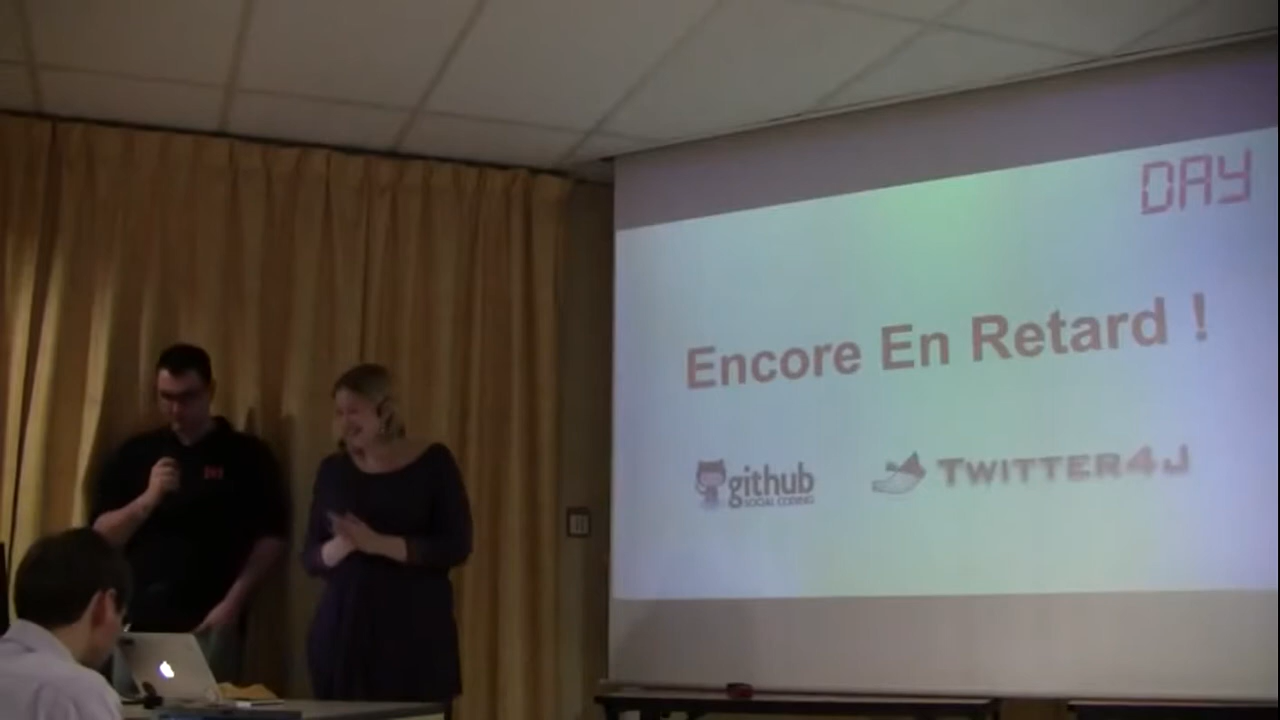 DAY
Encore En Retard !
github
SOCIAL CODING
TWITTER4J